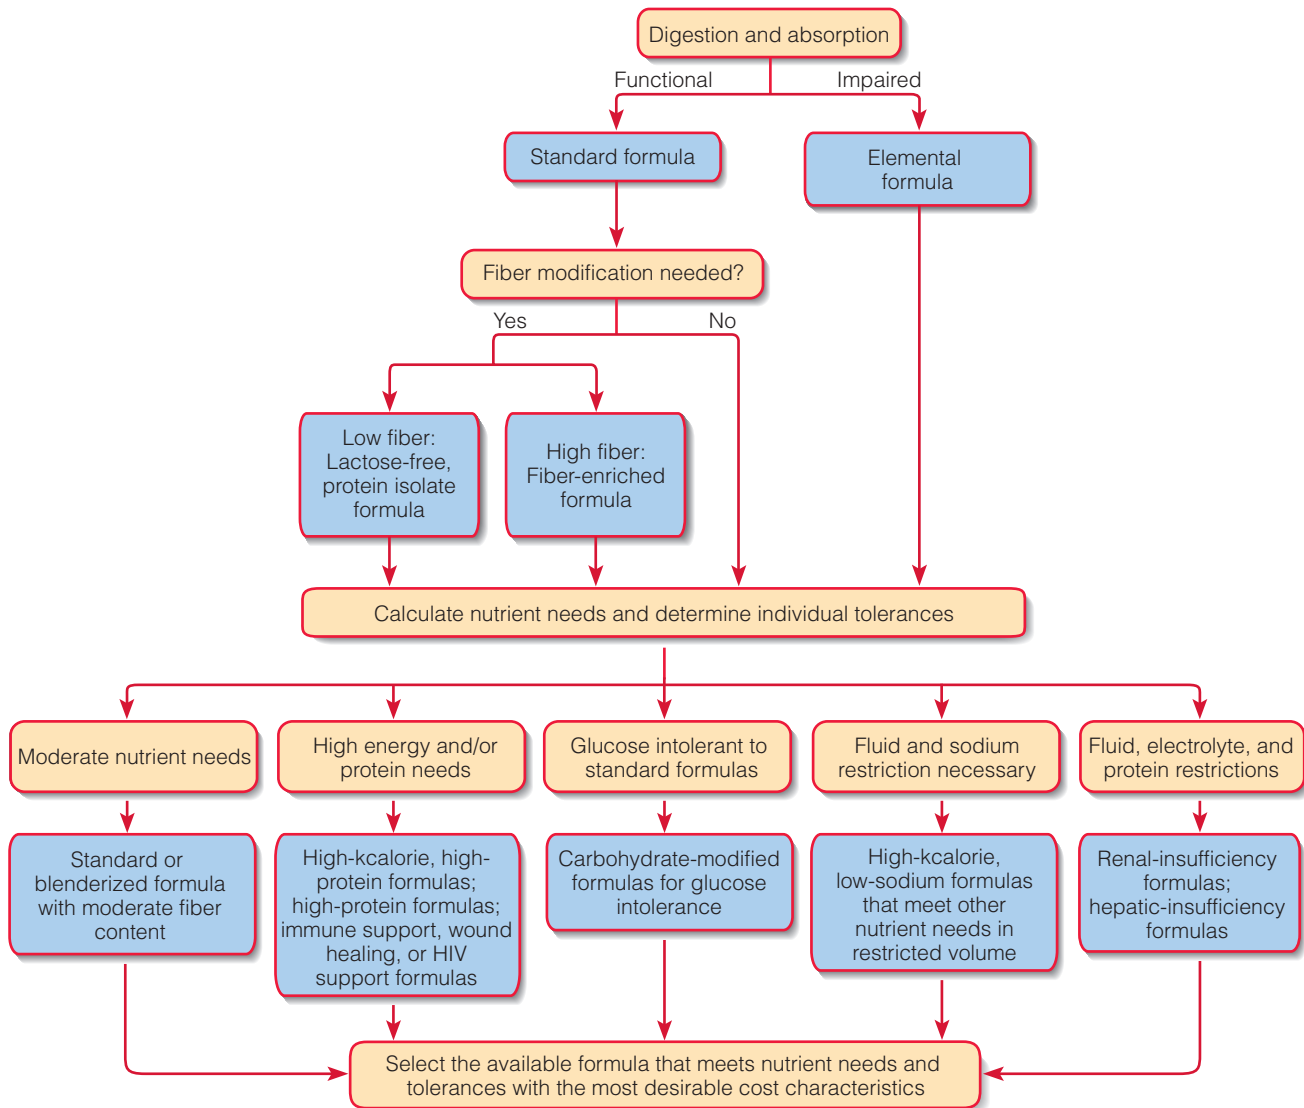 Digestion and absorption
Functional
Impaired
Standard formula
Elemental
formula
Fiber modification needed?
Yes
No
Low fiber:
Lactose-free,
protein isolate
formula
High fiber:
Fiber-enriched
formula
Calculate nutrient needs and determine individual tolerances
Moderate nutrient needs
High energy and/or
protein needs
Glucose intolerant to
standard formulas
Fluid and sodium
restriction necessary
Fluid, electrolyte, and
protein restrictions
Standard or
blenderized formula
with moderate fiber
content
High-kcalorie, high-
protein formulas;
high-protein formulas;
immune support, wound
healing, or HIV
support formulas
Carbohydrate-modified
formulas for glucose
intolerance
High-kcalorie,
low-sodium formulas
that meet other
nutrient needs in
restricted volume
Renal-insufficiency
formulas;
hepatic-insufficiency
formulas
Select the available formula that meets nutrient needs and
tolerances with the most desirable cost characteristics